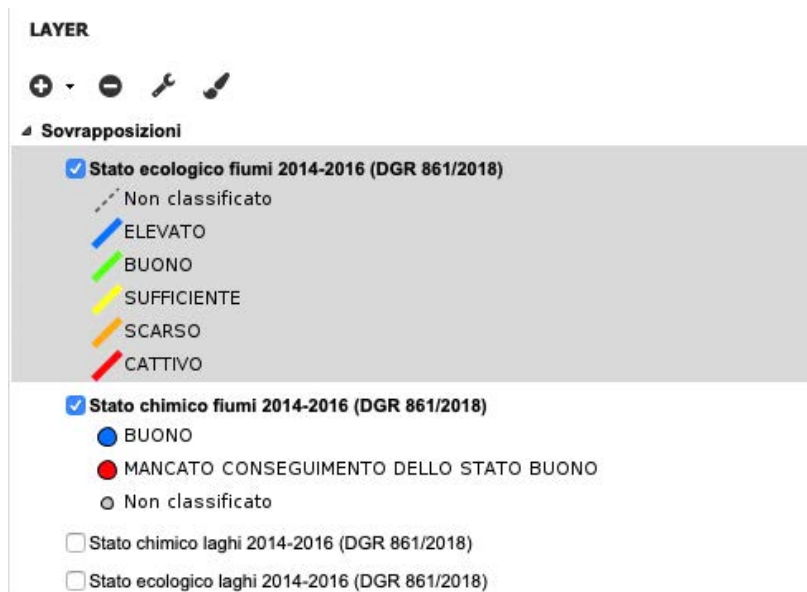 LAYER
Sovrapposizioni
Stato ecologico fiumi 2014-2016 (DGR 861/2018)
Non classificato
ELEVATO
BUONO
SUFFICIENTE
SCARSO
CATTIVO
Stato chimico fiumi 2014-2016 (DGR 861/2018)
BUONO
MANCATO CONSEGUIMENTO DELLO STATO BUONO
Non classificato
Stato chimico laghi 2014-2016 (DGR 861/2018)
Stato ecologico laghi 2014-2016 (DGR 861/2018)